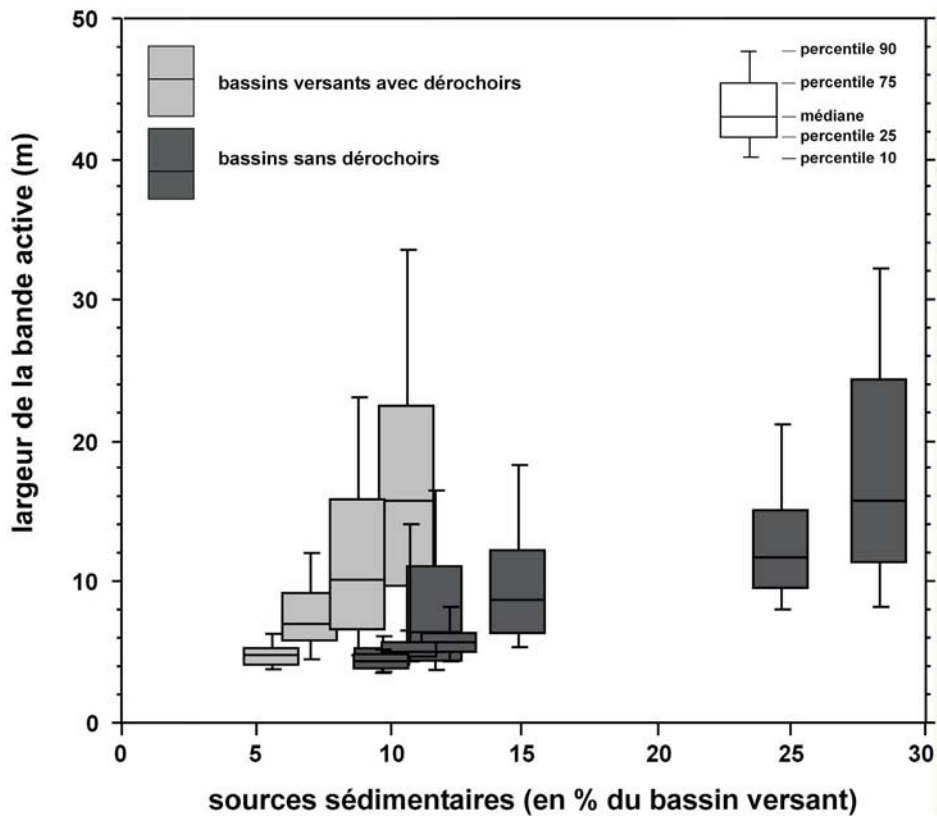 50
40
30
20
10
0
largeur de la bande active (m)
bassins versants avec dérochoirs
bassins sans dérochoirs
percentile 90
percentile 75
médiane
percentile 25
percentile 10
0 5 10 15 20 25 30
sources sédimentaires (en % du bassin versant)